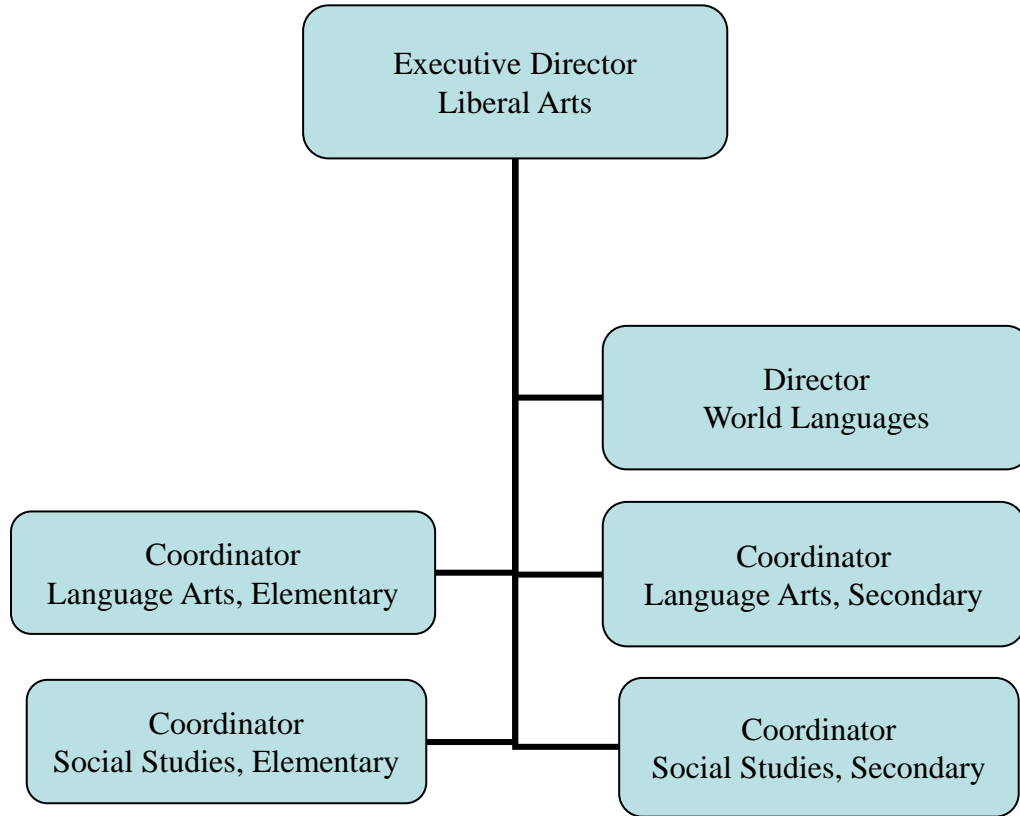 Executive Director
Liberal Arts
Director
World Languages
Coordinator
Language Arts, Elementary
Coordinator
Language Arts, Secondary
Coordinator
Social Studies, Elementary
Coordinator
Social Studies, Secondary